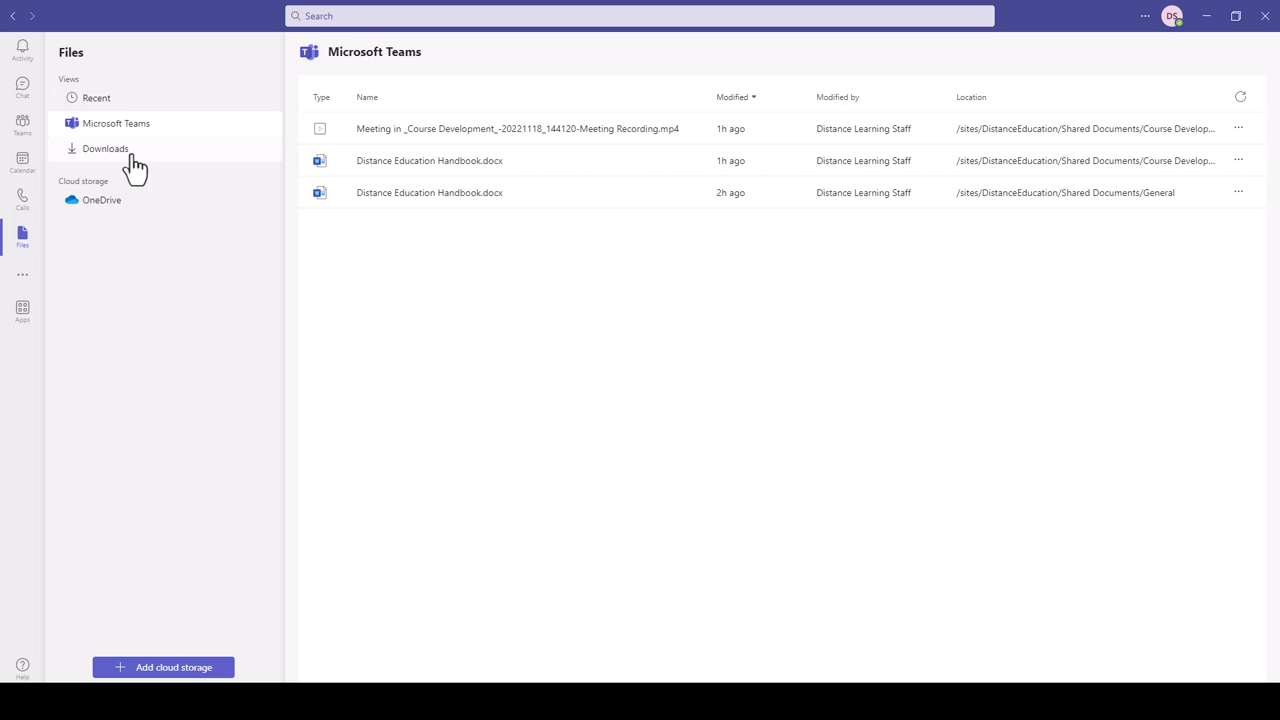 Search
DS
Activity
Chat
Teams
Calendar
Calls
Files
Apps
Help
Files
Views
Recent
Microsoft Teams
Downloads
Cloud storage
OneDrive
Add cloud storage
Microsoft Teams
Type Name Modified Modified by Location
Meeting in _Course Development_-20221118_144120-Meeting Recording.mp4 1h ago Distance Learning Staff /sites/DistanceEducation/Shared Documents/Course Develop...
Distance Education Handbook.docx 1h ago Distance Learning Staff /sites/DistanceEducation/Shared Documents/Course Develop...
Distance Education Handbook.docx 2h ago Distance Learning Staff /sites/DistanceEducation/Shared Documents/General